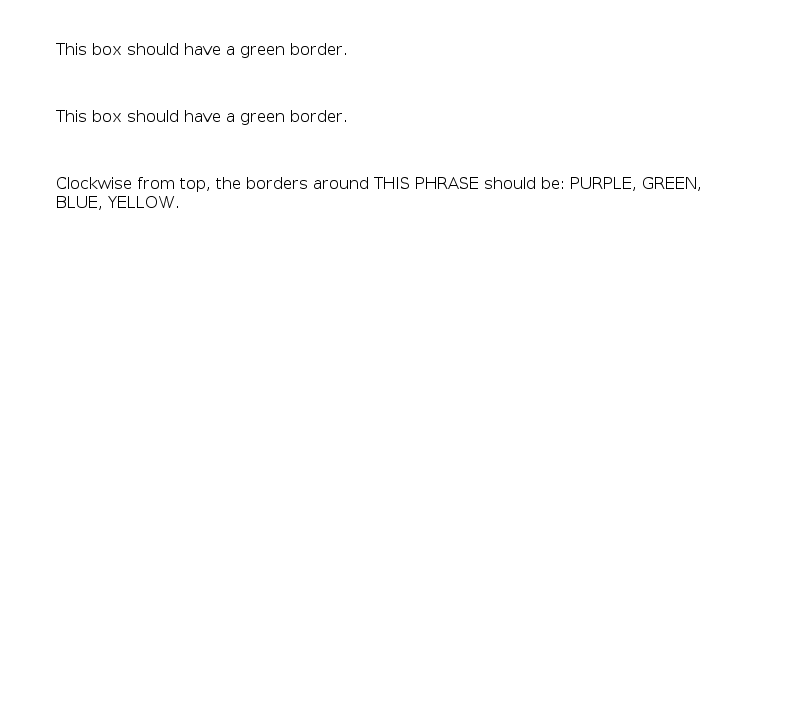 This box should have a green border.
This box should have a green border.
Clockwise from top, the borders around THIS PHRASE should be: PURPLE, GREEN,
BLUE, YELLOW.